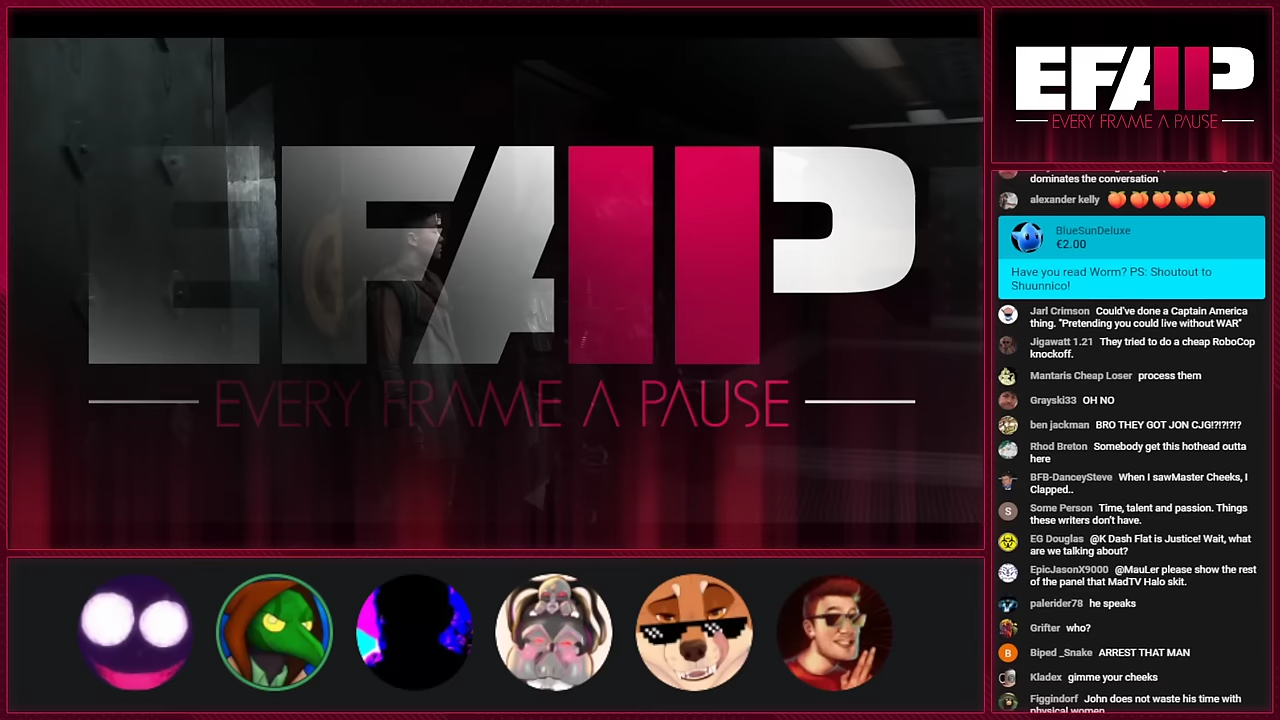 EFAP
EVERY FRAME A PAUSE
EFAP
EVERY FRAME A PAUSE
dominates the conversation
alexander kelly 🍑🍑🍑🍑🍑
BlueSunDeluxe
€2.00
Have you read Worm? PS: Shoutout to
Shuunnico!
Jarl Crimson Could've done a Captain America
thing. "Pretending you could live without WAR"
Jigawatt 1.21 They tried to do a cheap RoboCop
knockoff.
Mantaris Cheap Loser process them
Grayski33 OH NO
ben jackman BRO THEY GOT JON CJG!?!?!?!?
Rhod Breton Somebody get this hothead outta
here
BFB-DanceySteve When I sawMaster Cheeks, I
Clapped..
S Some Person Time, talent and passion. Things
these writers don't have.
EG Douglas @K Dash Flat is Justice! Wait, what
are we talking about?
EpicJasonX9000 @MauLer please show the rest
of the panel that MadTV Halo skit.
palerider78 he speaks
Grifter who?
B Biped _Snake ARREST THAT MAN
Kladex gimme your cheeks
Figgindorf John does not waste his time with
physical women